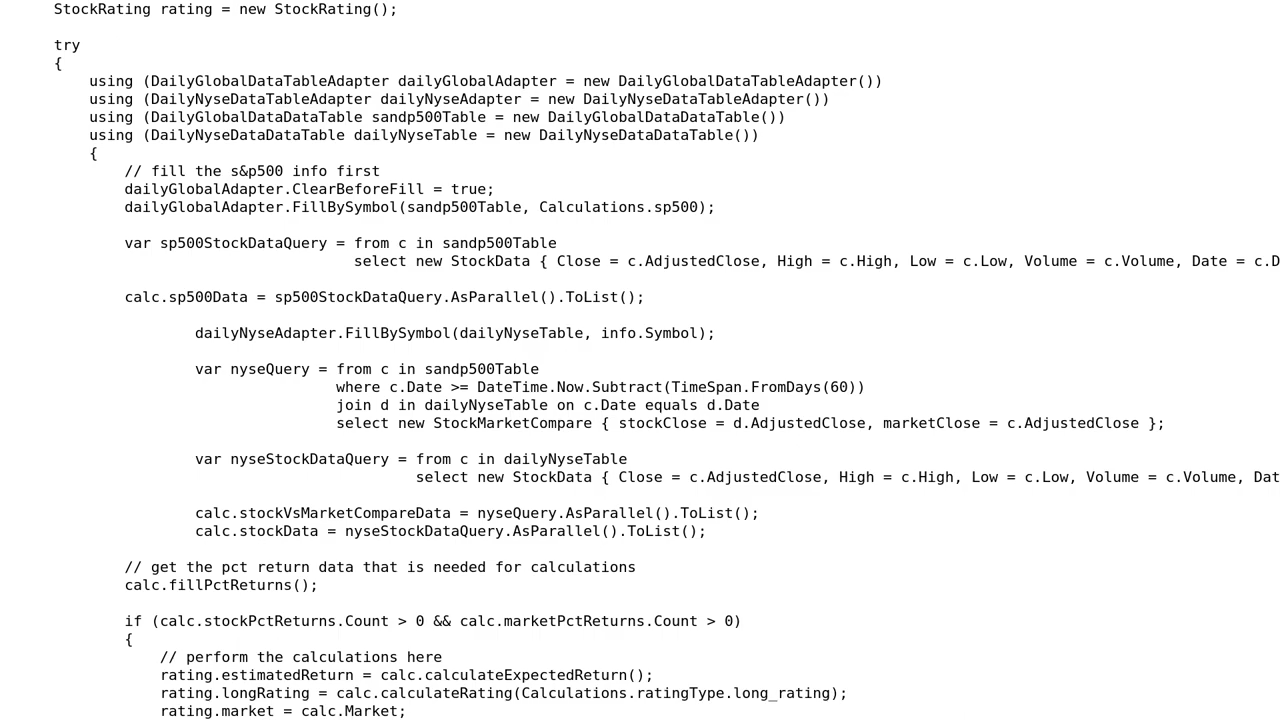 StockRating rating = new StockRating();
try
{
using (DailyGlobalDataTableAdapter dailyGlobalAdapter = new DailyGlobalDataTableAdapter())
using (DailyNyseDataTableAdapter dailyNyseAdapter = new DailyNyseDataTableAdapter())
using (DailyGlobalDataDataTable sandp500Table = new DailyGlobalDataDataTable())
using (DailyNyseDataDataTable dailyNyseTable = new DailyNyseDataDataTable())
{
// fill the s&p500 info first
dailyGlobalAdapter.ClearBeforeFill = true;
dailyGlobalAdapter.FillBySymbol(sandp500Table, Calculations.sp500);
var sp500StockDataQuery = from c in sandp500Table
select new StockData { Close = c.AdjustedClose, High = c.High, Low = c.Low, Volume = c.Volume, Date = c.D
calc.sp500Data = sp500StockDataQuery.AsParallel().ToList();
dailyNyseAdapter.FillBySymbol(dailyNyseTable, info.Symbol);
var nyseQuery = from c in sandp500Table
where c.Date >= DateTime.Now.Subtract(TimeSpan.FromDays(60))
join d in dailyNyseTable on c.Date equals d.Date
select new StockMarketCompare { stockClose = d.AdjustedClose, marketClose = c.AdjustedClose };
var nyseStockDataQuery = from c in dailyNyseTable
select new StockData { Close = c.AdjustedClose, High = c.High, Low = c.Low, Volume = c.Volume, Dat
calc.stockVsMarketCompareData = nyseQuery.AsParallel().ToList();
calc.stockData = nyseStockDataQuery.AsParallel().ToList();
// get the pct return data that is needed for calculations
calc.fillPctReturns();
if (calc.stockPctReturns.Count > 0 && calc.marketPctReturns.Count > 0)
{
// perform the calculations here
rating.estimatedReturn = calc.calculateExpectedReturn();
rating.longRating = calc.calculateRating(Calculations.ratingType.long_rating);
rating.market = calc.Market;